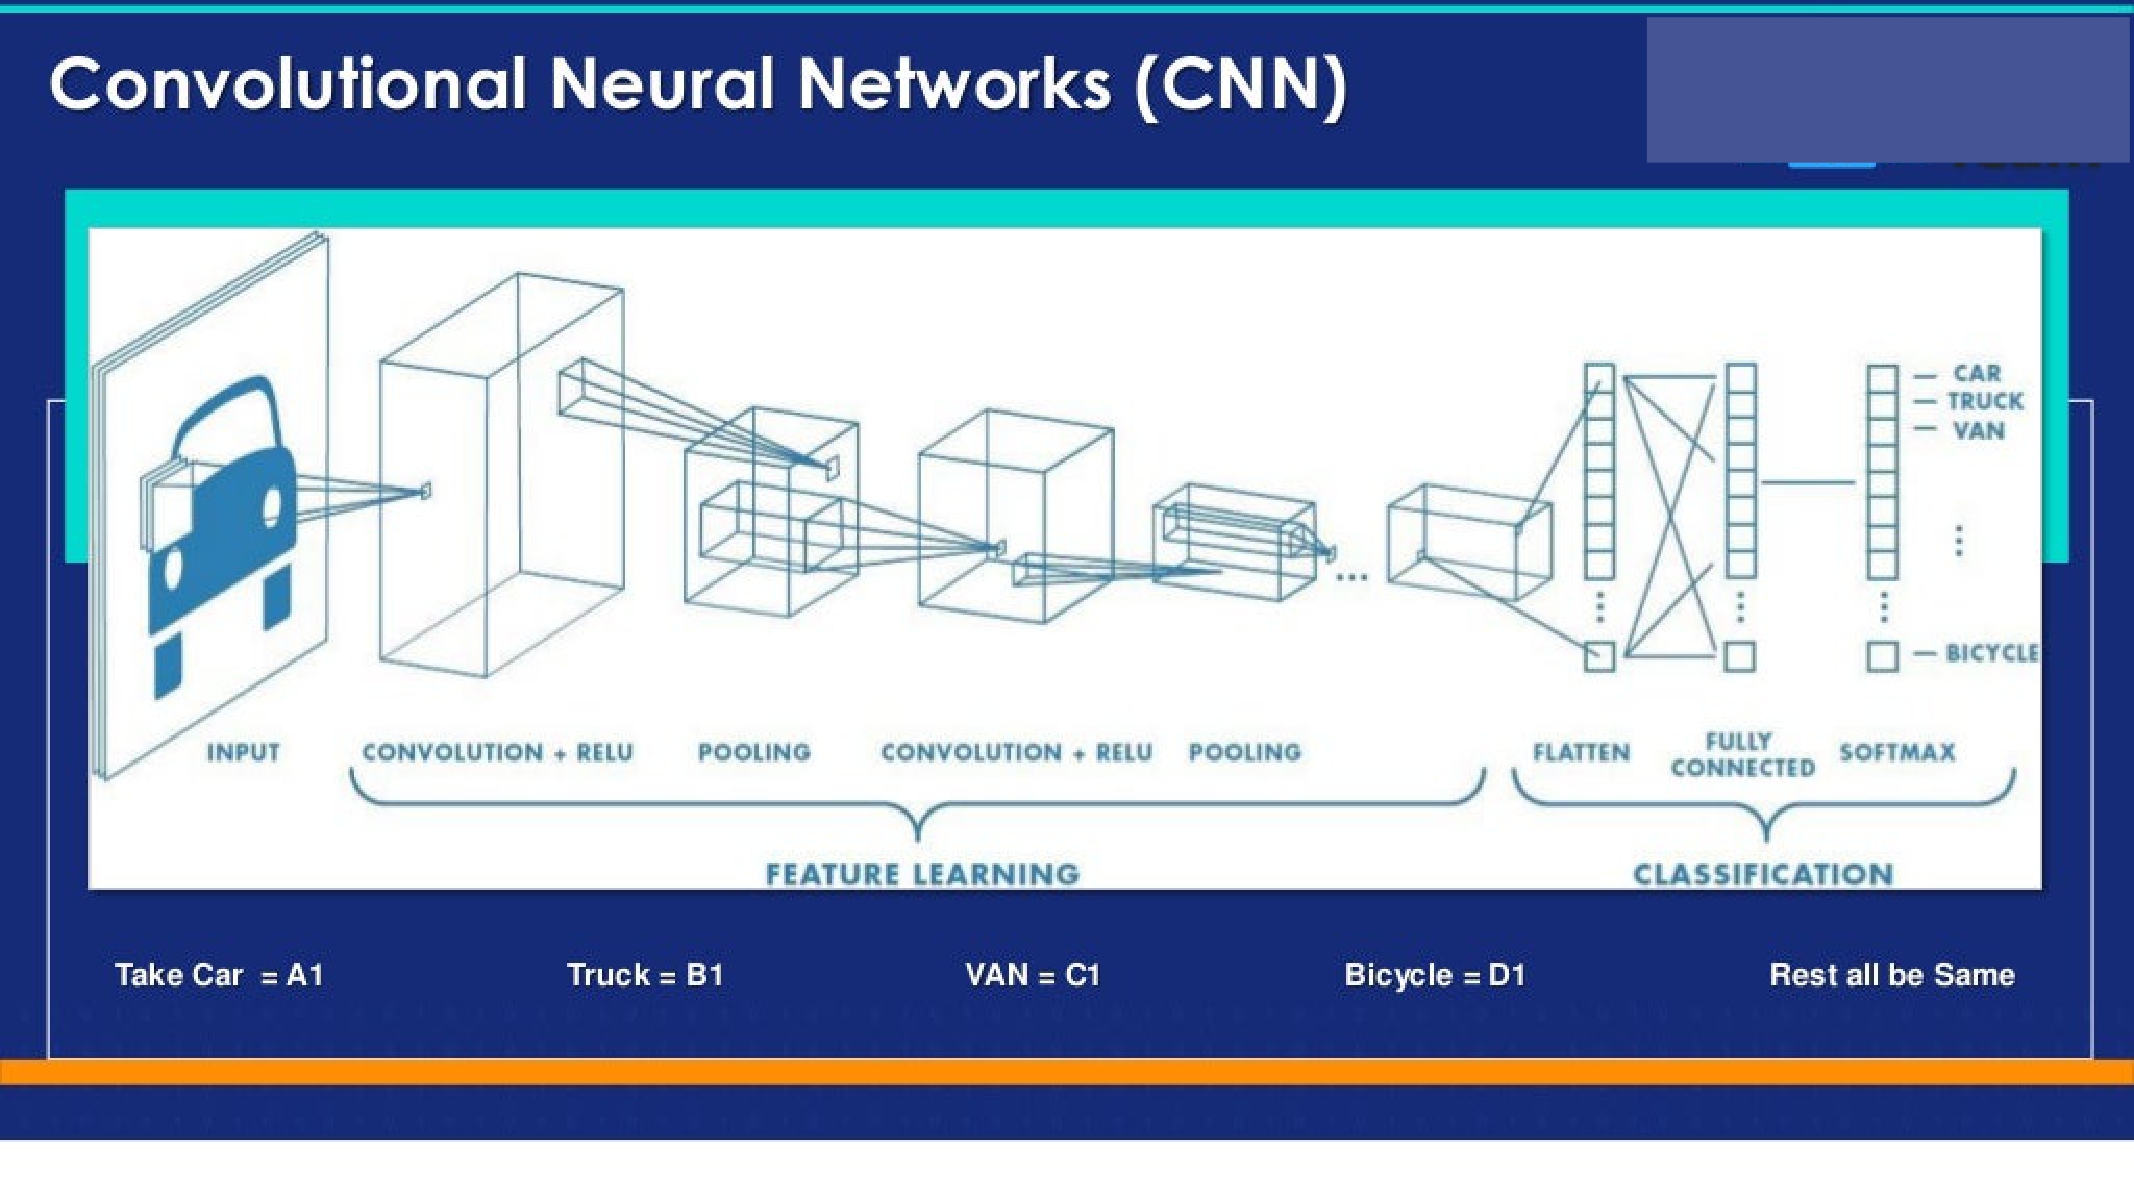 Convolutional Neural Networks (CNN)
CAR
TRUCK
VAN
BICYCLE
INPUT
CONVOLUTION + RELU
POOLING
CONVOLUTION + RELU
POOLING
FLATTEN
FULLY
CONNECTED
SOFTMAX
FEATURE LEARNING
CLASSIFICATION
Take Car = A1
Truck = B1
VAN = C1
Bicycle = D1
Rest all be Same